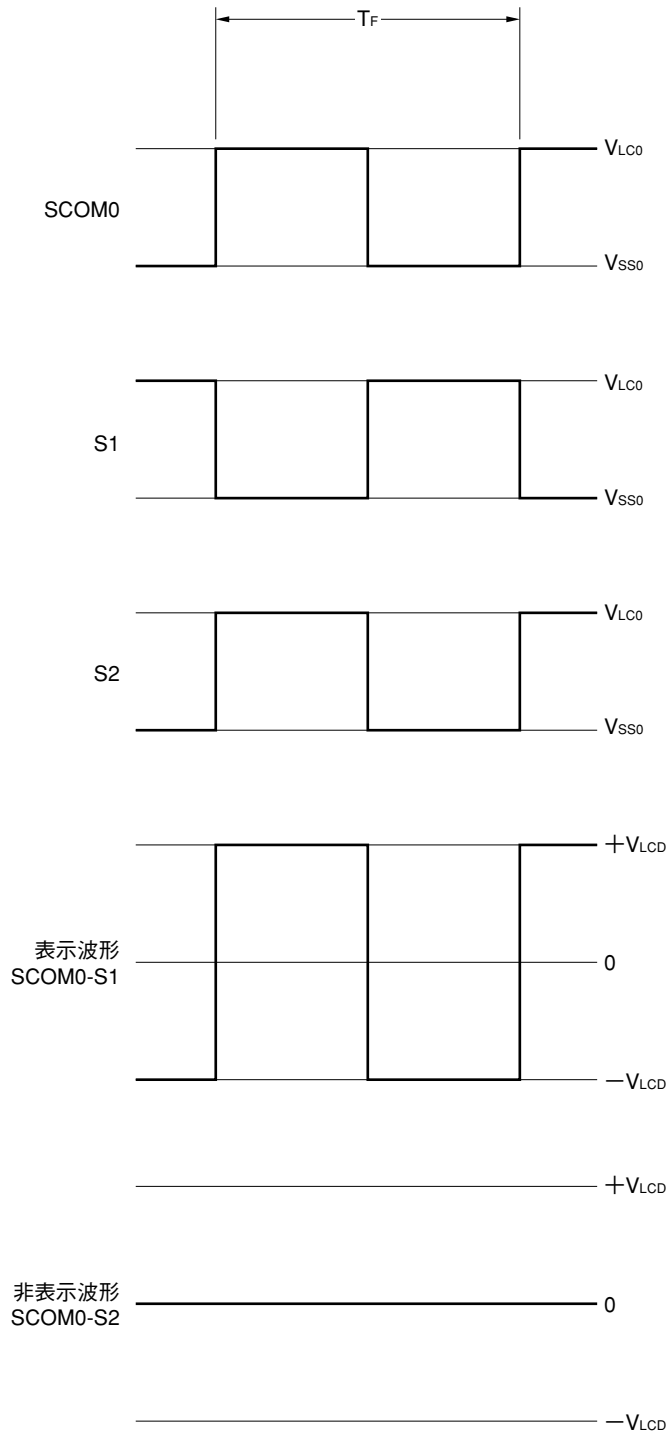 TF
VLC0
SCOM0
VSS0
VLC0
S1
VSS0
VLC0
S2
VSS0
+VLCD
表示波形
SCOM0-S1
0
−VLCD
+VLCD
非表示波形
SCOM0-S2
0
−VLCD